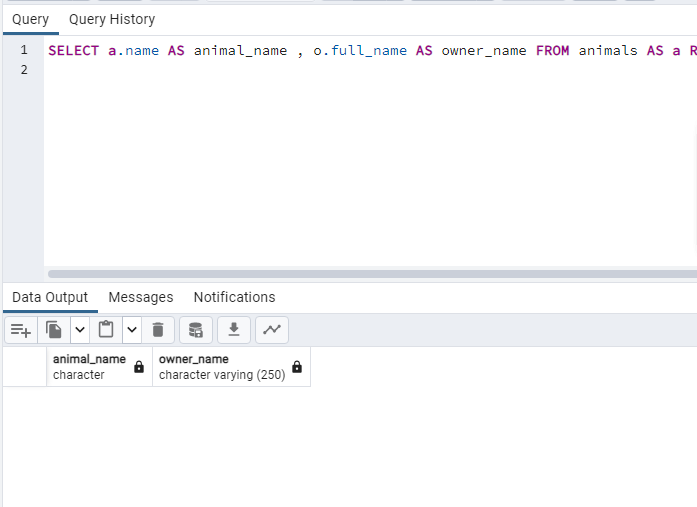 Query Query History
1 SELECT a.name AS animal_name , o.full_name AS owner_name FROM animals AS a R
2
Data Output Messages Notifications
animal_name owner_name
character character varying (250)